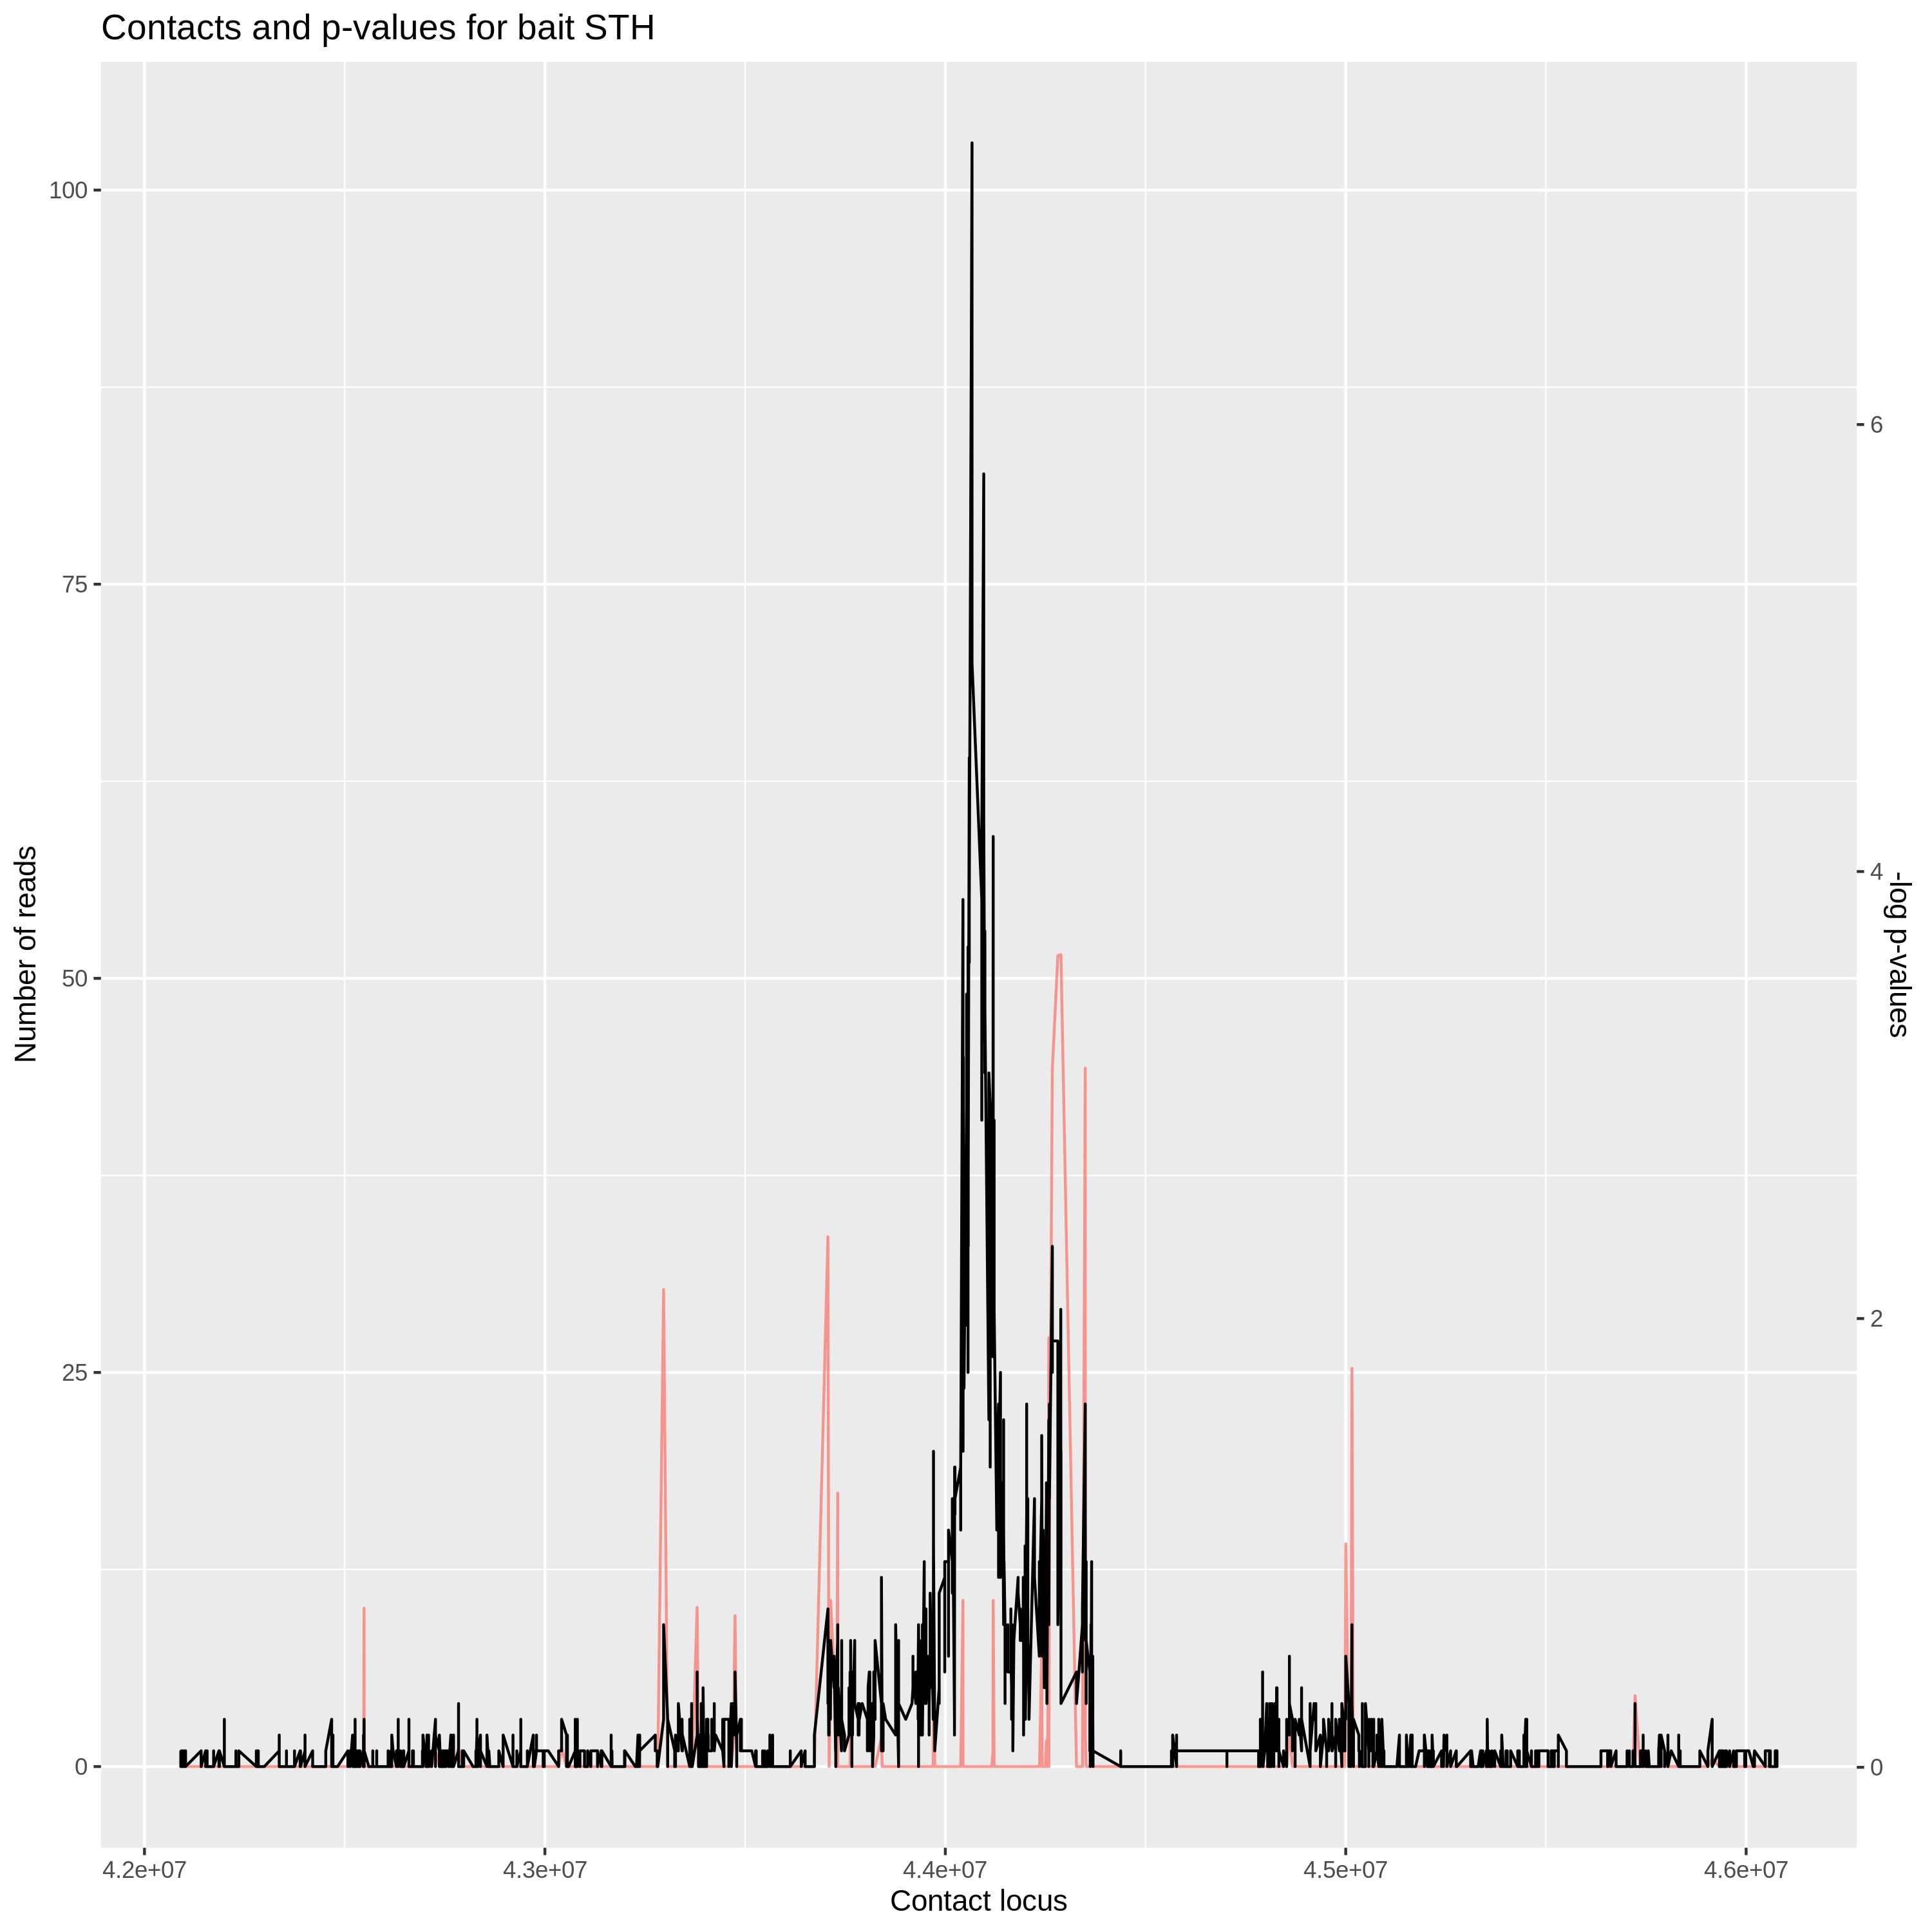 Contacts and p-values for bait STH
100
75
50
25
0
Number of reads
6
4
2
0
-log p-values
4.2e+07
4.3e+07
4.4e+07
4.5e+07
4.6e+07
Contact locus